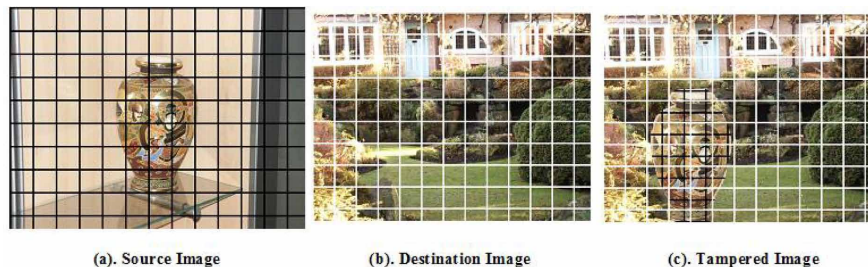 (a). Source Image
(b). Destination Image
(c). Tampered Image